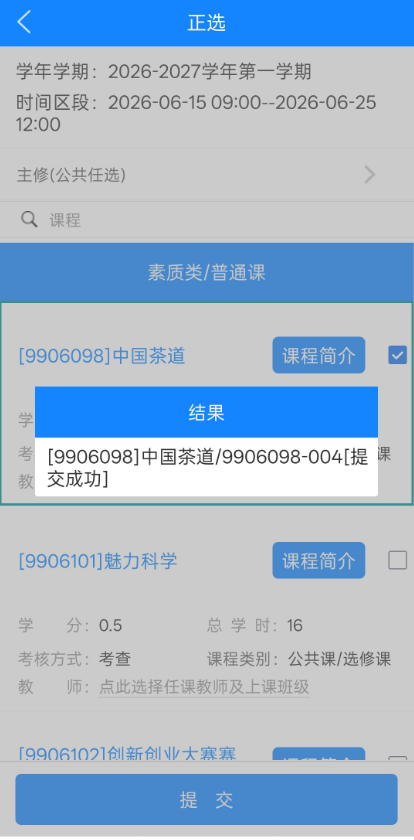 正选
学年学期：2026-2027学年第一学期
时间区段：2026-06-15 09:00--2026-06-25
12:00
主修(公共任选)
课程
素质类/普通课
[9906098]中国茶道
课程简介
学
结果
考
课
[9906098]中国茶道/9906098-004[提
交成功]
教
[9906101]魅力科学
课程简介
学 分：0.5
总 学 时：16
考核方式：考查
课程类别：公共课/选修课
教 师：点此选择任课教师及上课班级
[9906102]创新创业大赛赛
课程简介
提 交